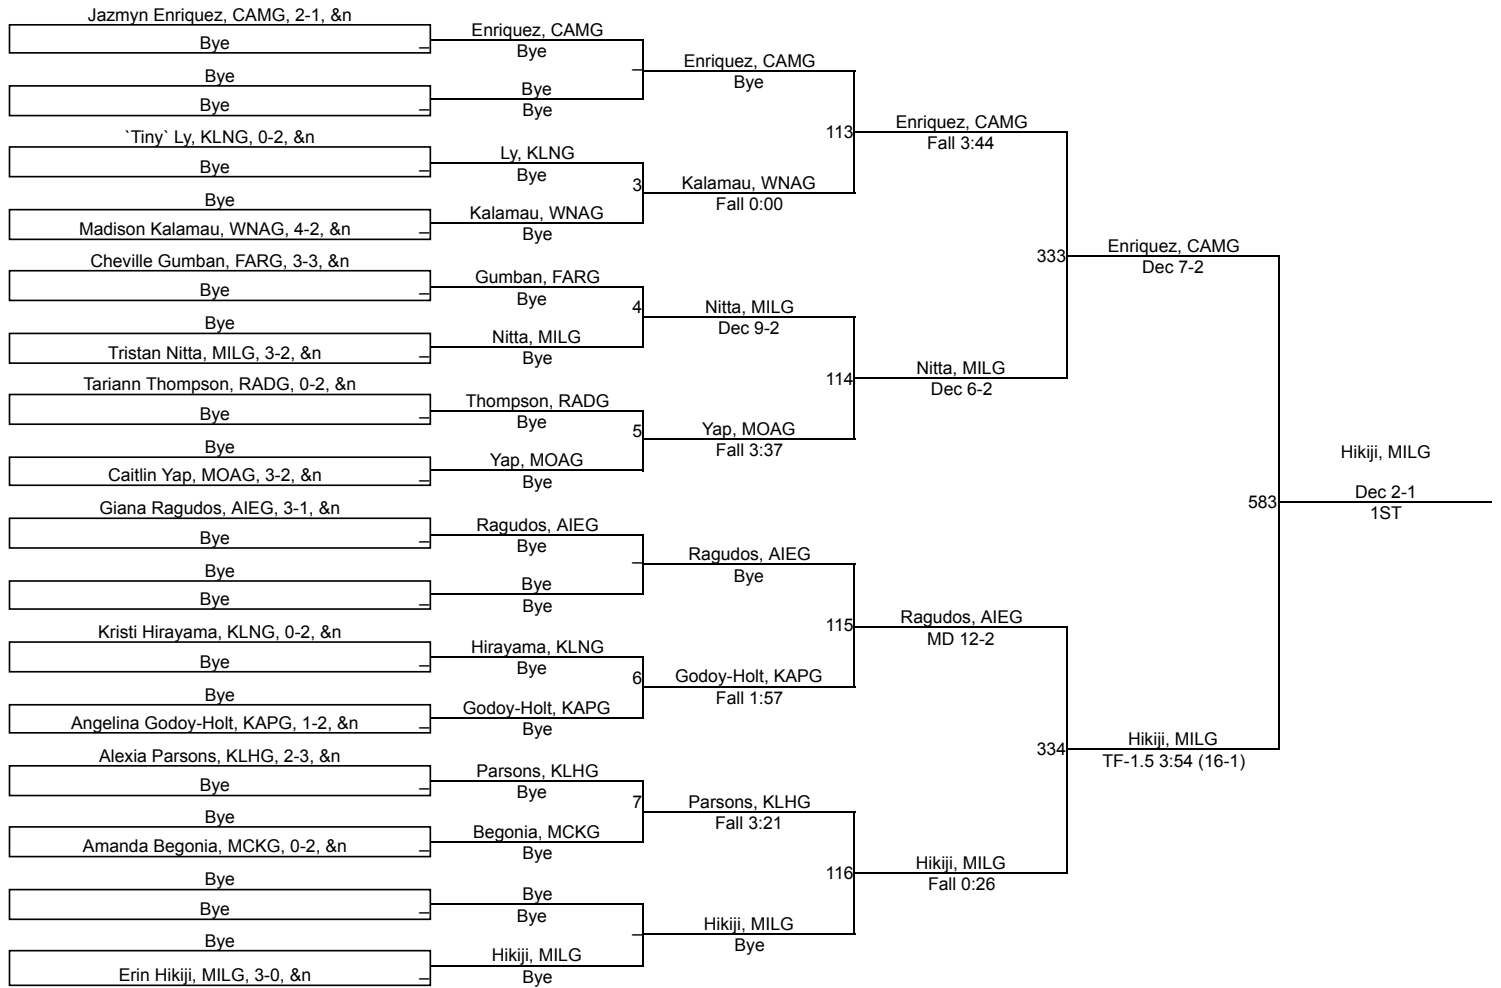 Jazmyn Enriquez, CAMG, 2-1, &n
Bye
Bye
Bye
`Tiny` Ly, KLNG, 0-2, &n
Bye
Bye
Madison Kalamau, WNAG, 4-2, &n
Cheville Gumban, FARG, 3-3, &n
Bye
Bye
Tristan Nitta, MILG, 3-2, &n
Tariann Thompson, RADG, 0-2, &n
Bye
Bye
Caitlin Yap, MOAG, 3-2, &n
Giana Ragudos, AIEG, 3-1, &n
Bye
Bye
Bye
Kristi Hirayama, KLNG, 0-2, &n
Bye
Bye
Angelina Godoy-Holt, KAPG, 1-2, &n
Alexia Parsons, KLHG, 2-3, &n
Bye
Bye
Amanda Begonia, MCKG, 0-2, &n
Bye
Bye
Bye
Erin Hikiji, MILG, 3-0, &n
Enriquez, CAMG
Bye
Bye
Bye
Ly, KLNG
Bye
3
Kalamau, WNAG
Bye
Gumban, FARG
Bye
4
Nitta, MILG
Bye
Thompson, RADG
Bye
5
Yap, MOAG
Bye
Ragudos, AIEG
Bye
Bye
Bye
Hirayama, KLNG
Bye
6
Godoy-Holt, KAPG
Bye
Parsons, KLHG
Bye
7
Begonia, MCKG
Bye
Bye
Bye
Hikiji, MILG
Bye
Enriquez, CAMG
Bye
113
Kalamau, WNAG
Fall 0:00
Nitta, MILG
Dec 9-2
114
Yap, MOAG
Fall 3:37
Ragudos, AIEG
Bye
115
Godoy-Holt, KAPG
Fall 1:57
Parsons, KLHG
Fall 3:21
116
Hikiji, MILG
Bye
Enriquez, CAMG
Fall 3:44
333
Nitta, MILG
Dec 6-2
Ragudos, AIEG
MD 12-2
334
Hikiji, MILG
Fall 0:26
Enriquez, CAMG
Dec 7-2
583
Hikiji, MILG
TF-1.5 3:54 (16-1)
Hikiji, MILG
Dec 2-1
1ST